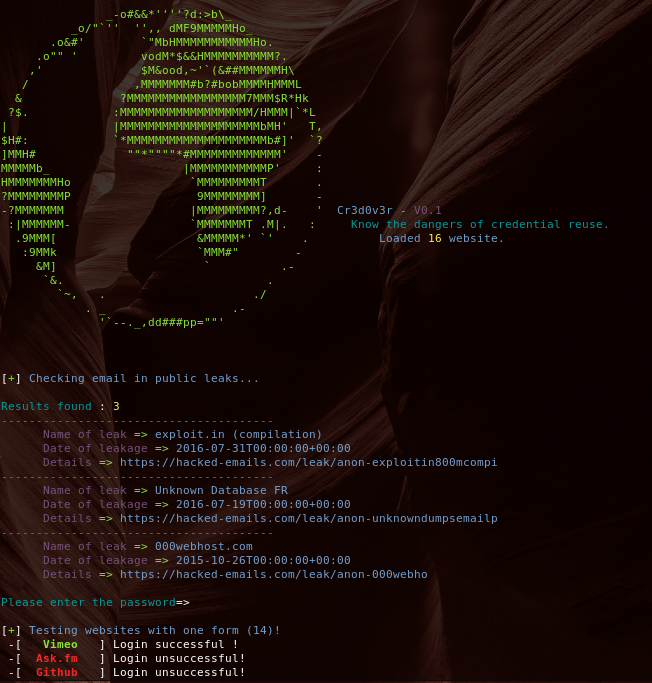 Cr3d0v3r - V0.1
Know the dangers of credential reuse.
Loaded 16 website.
[+] Checking email in public leaks...
Results found : 3
---------------------------------------
Name of leak => exploit.in (compilation)
Date of leakage => 2016-07-31T00:00:00+00:00
Details => https://hacked-emails.com/leak/anon-exploitin800mcompi
---------------------------------------
Name of leak => Unknown Database FR
Date of leakage => 2016-07-19T00:00:00+00:00
Details => https://hacked-emails.com/leak/anon-unknowndumpsemailp
---------------------------------------
Name of leak => 000webhost.com
Date of leakage => 2015-10-26T00:00:00+00:00
Details => https://hacked-emails.com/leak/anon-000webho
Please enter the password=>
[+] Testing websites with one form (14)!
-[ Vimeo ] Login successful !
-[ Ask.fm ] Login unsuccessful!
-[ Github ] Login unsuccessful!